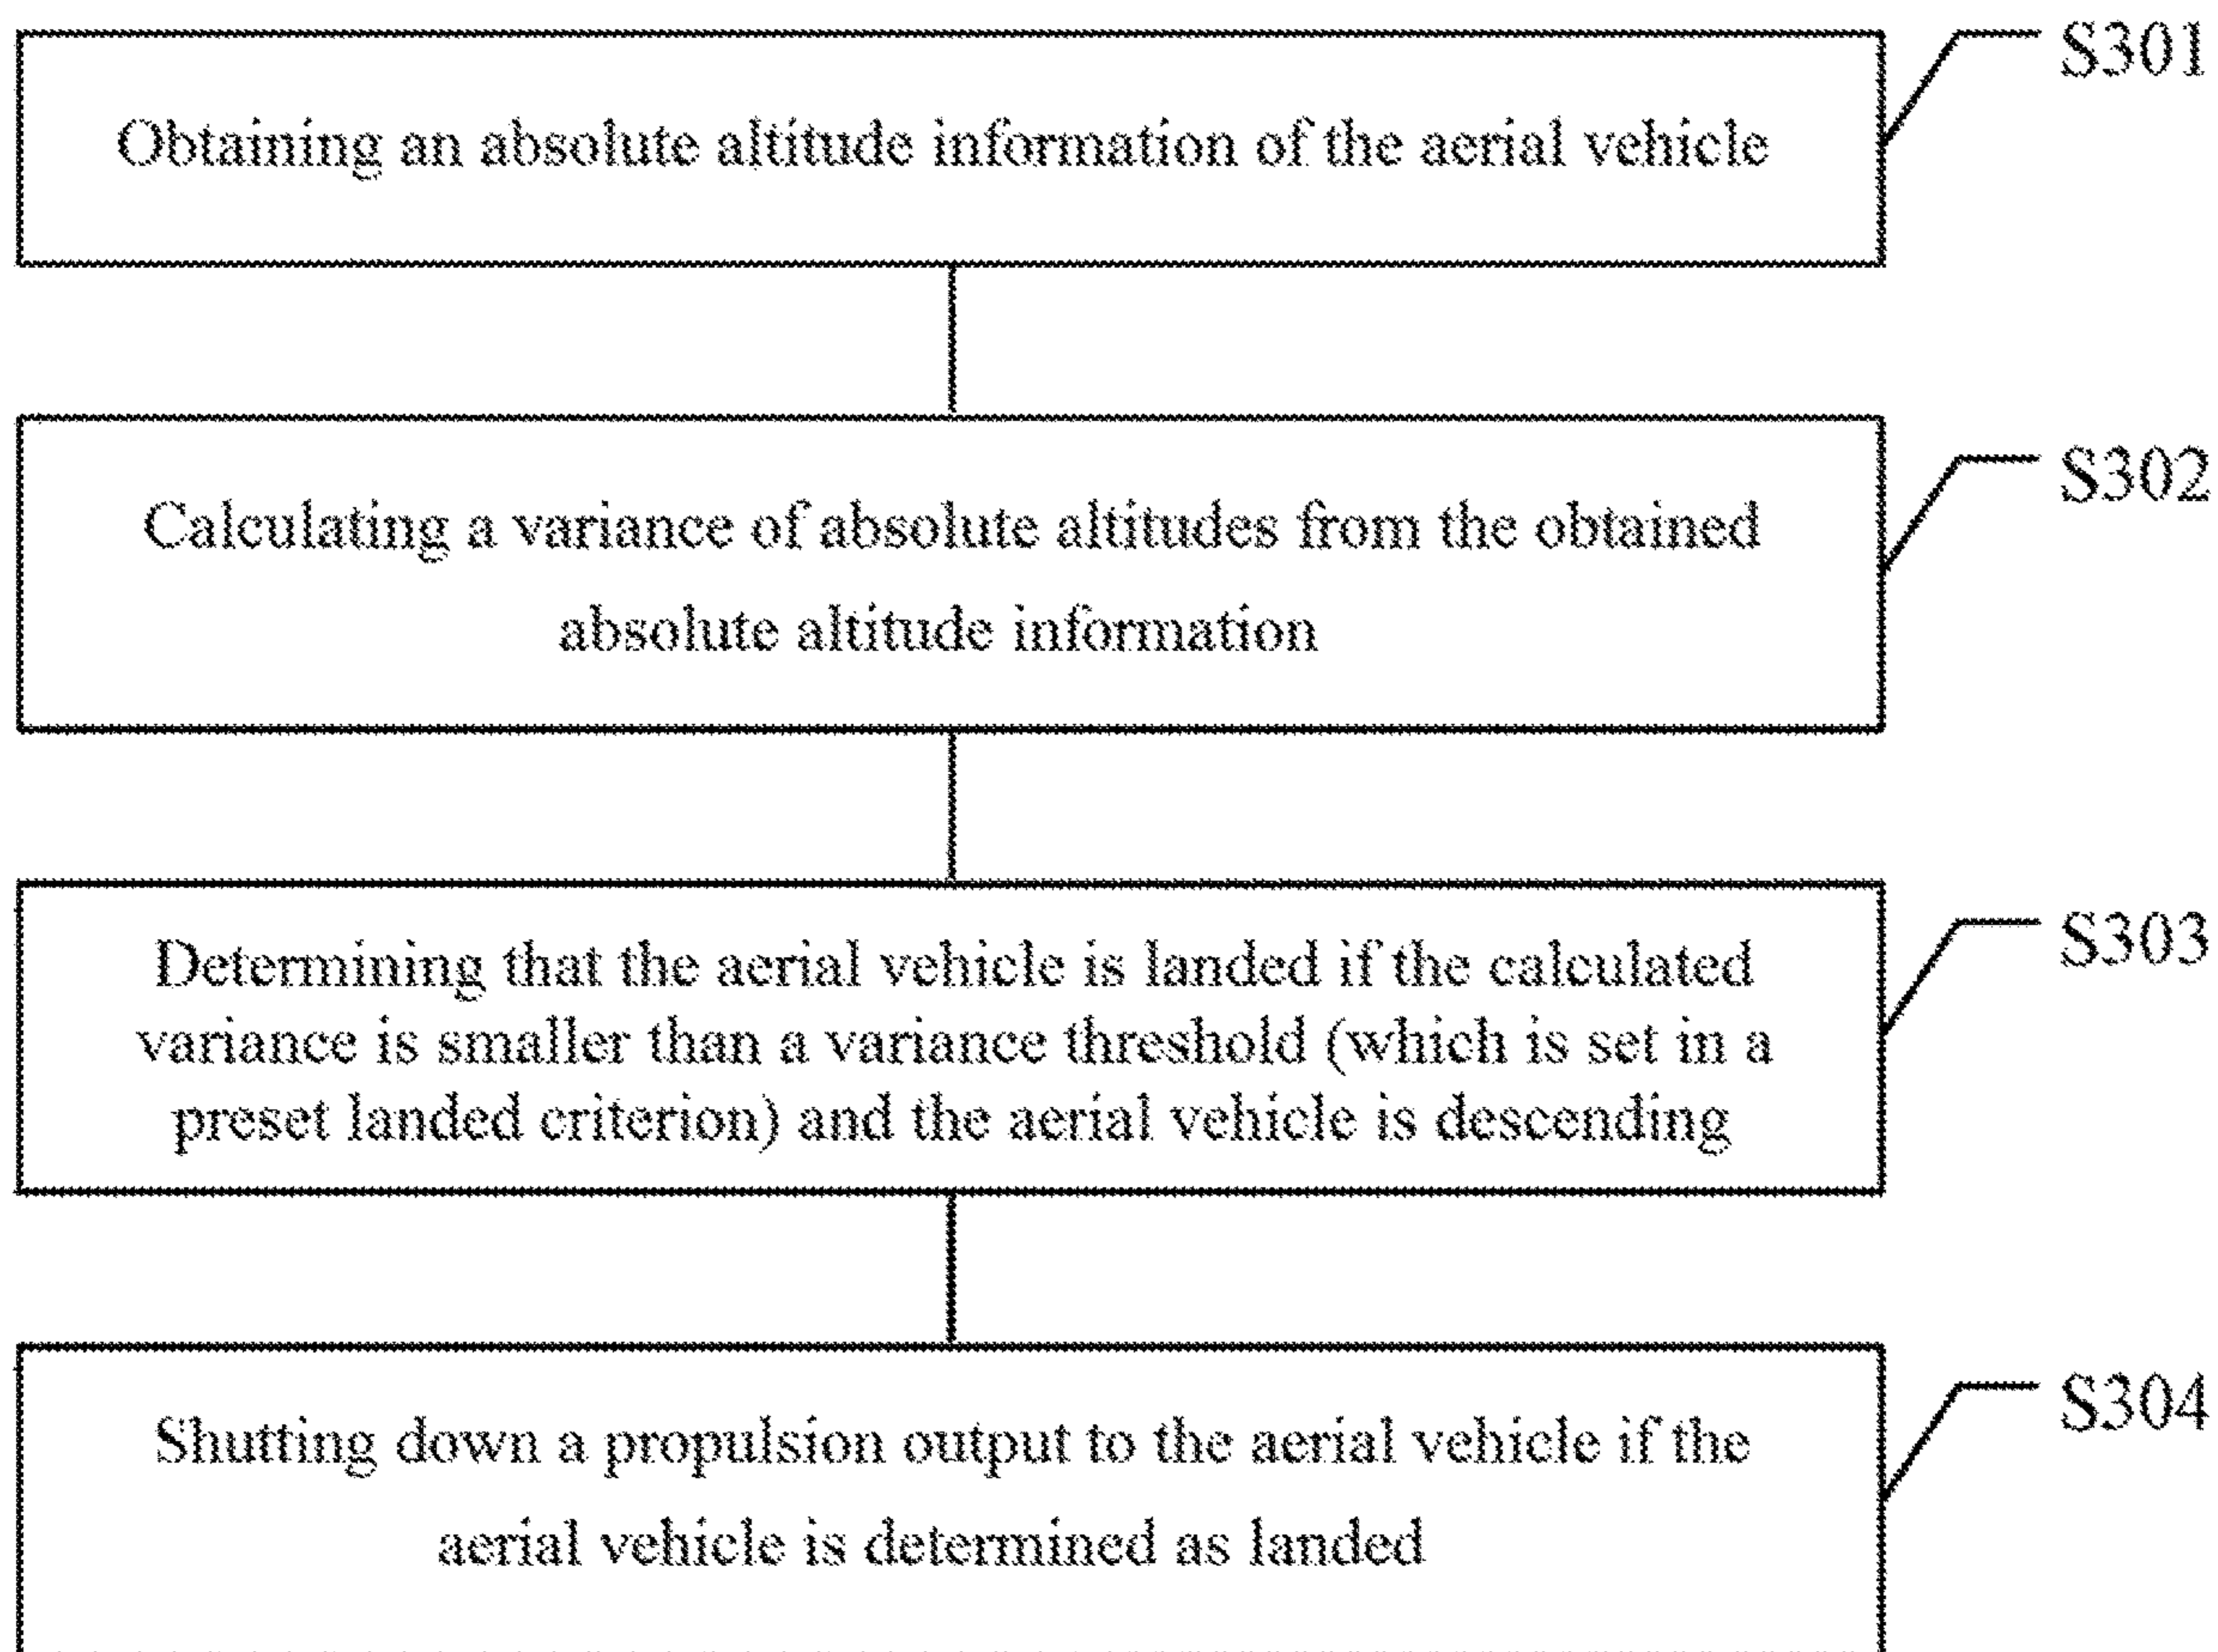 S301
Obtaining an absolute altitude information of the aerial vehicle
S302
Calculating a variance of absolute altitudes from the obtained
absolute altitude information
S303
Determining that the aerial vehicle is landed if the calculated
variance is smaller than a variance threshold (which is set in a
preset landed criterion) and the aerial vehicle is descending
S304
Shutting down a propulsion output to the aerial vehicle if the
aerial vehicle is determined as landed